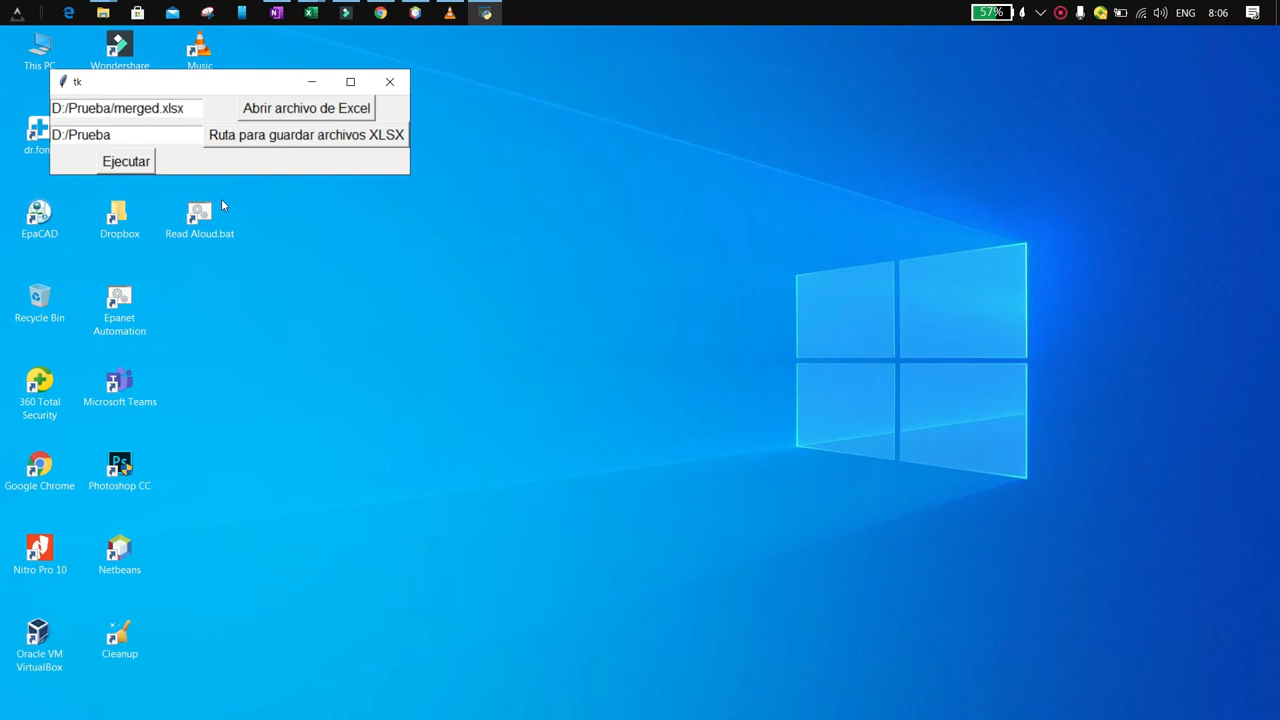 57% ENG 8:06
This PC Wondershare Music
tk
D:/Prueba/merged.xlsx Abrir archivo de Excel
D:/Prueba Ruta para guardar archivos XLSX
Ejecutar
dr.fon
EpaCAD Dropbox Read Aloud.bat
Recycle Bin Epanet
Automation
360 Total Microsoft Teams
Security
Google Chrome Photoshop CC
Nitro Pro 10 Netbeans
Oracle VM Cleanup
VirtualBox